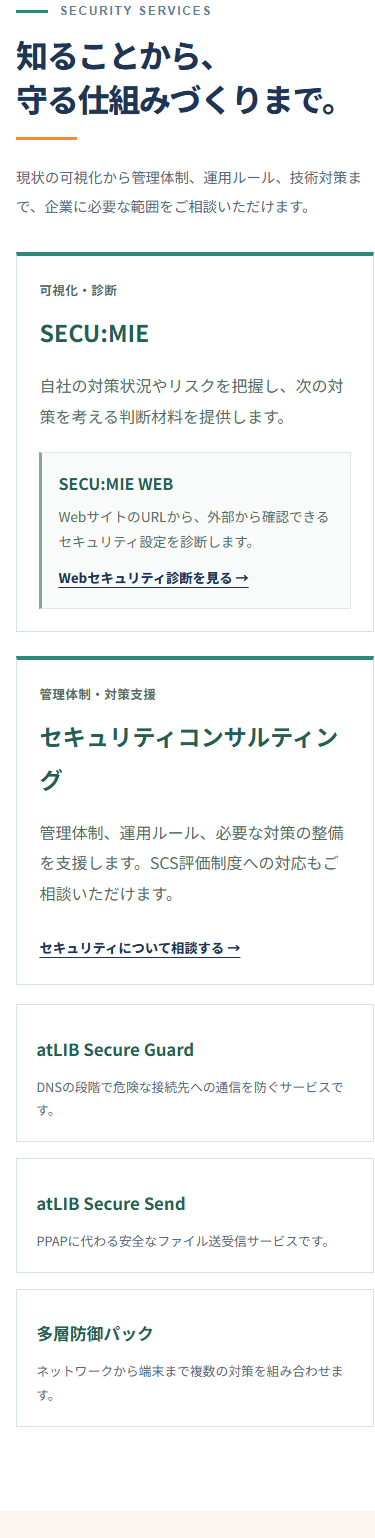 SECURITY SERVICES
知ることから、
守る仕組みづくりまで。
現状の可視化から管理体制、運用ルール、技術対策ま
で、企業に必要な範囲をご相談いただけます。
可視化・診断
SECU:MIE
自社の対策状況やリスクを把握し、次の対
策を考える判断材料を提供します。
SECU:MIE WEB
WebサイトのURLから、外部から確認できる
セキュリティ設定を診断します。
Webセキュリティ診断を見る→
管理体制・対策支援
セキュリティコンサルティン
グ
管理体制、運用ルール、必要な対策の整備
を支援します。SCS評価制度への対応もご
相談いただけます。
セキュリティについて相談する→
atLIB Secure Guard
DNSの段階で危険な接続先への通信を防ぐサービスで
す。
atLIB Secure Send
PPAPに代わる安全なファイル送受信サービスです。
多層防御パック
ネットワークから端末まで複数の対策を組み合わせま
す。